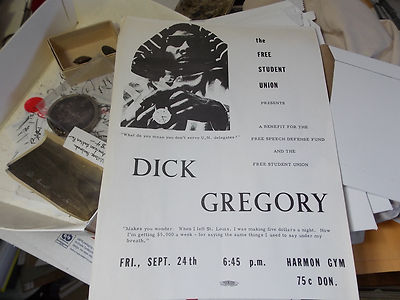 the
FREE
STUDENT
UNION
PRESENTS
A BENEFIT FOR THE
FREE SPEECH DEFENSE FUND
and THE
FREE STUDENT UNION
"What do you mean you don't serve U.N. delegates?"
DICK
GREGORY
"Makes you wonder. When I left St. Louis, I was making five dollars a night. Now
I'm getting $5,000 a week - for saying the same things I used to say under my
breath."
FRI., SEPT. 24th 6:45 p.m. HARMON GYM
75c DON.